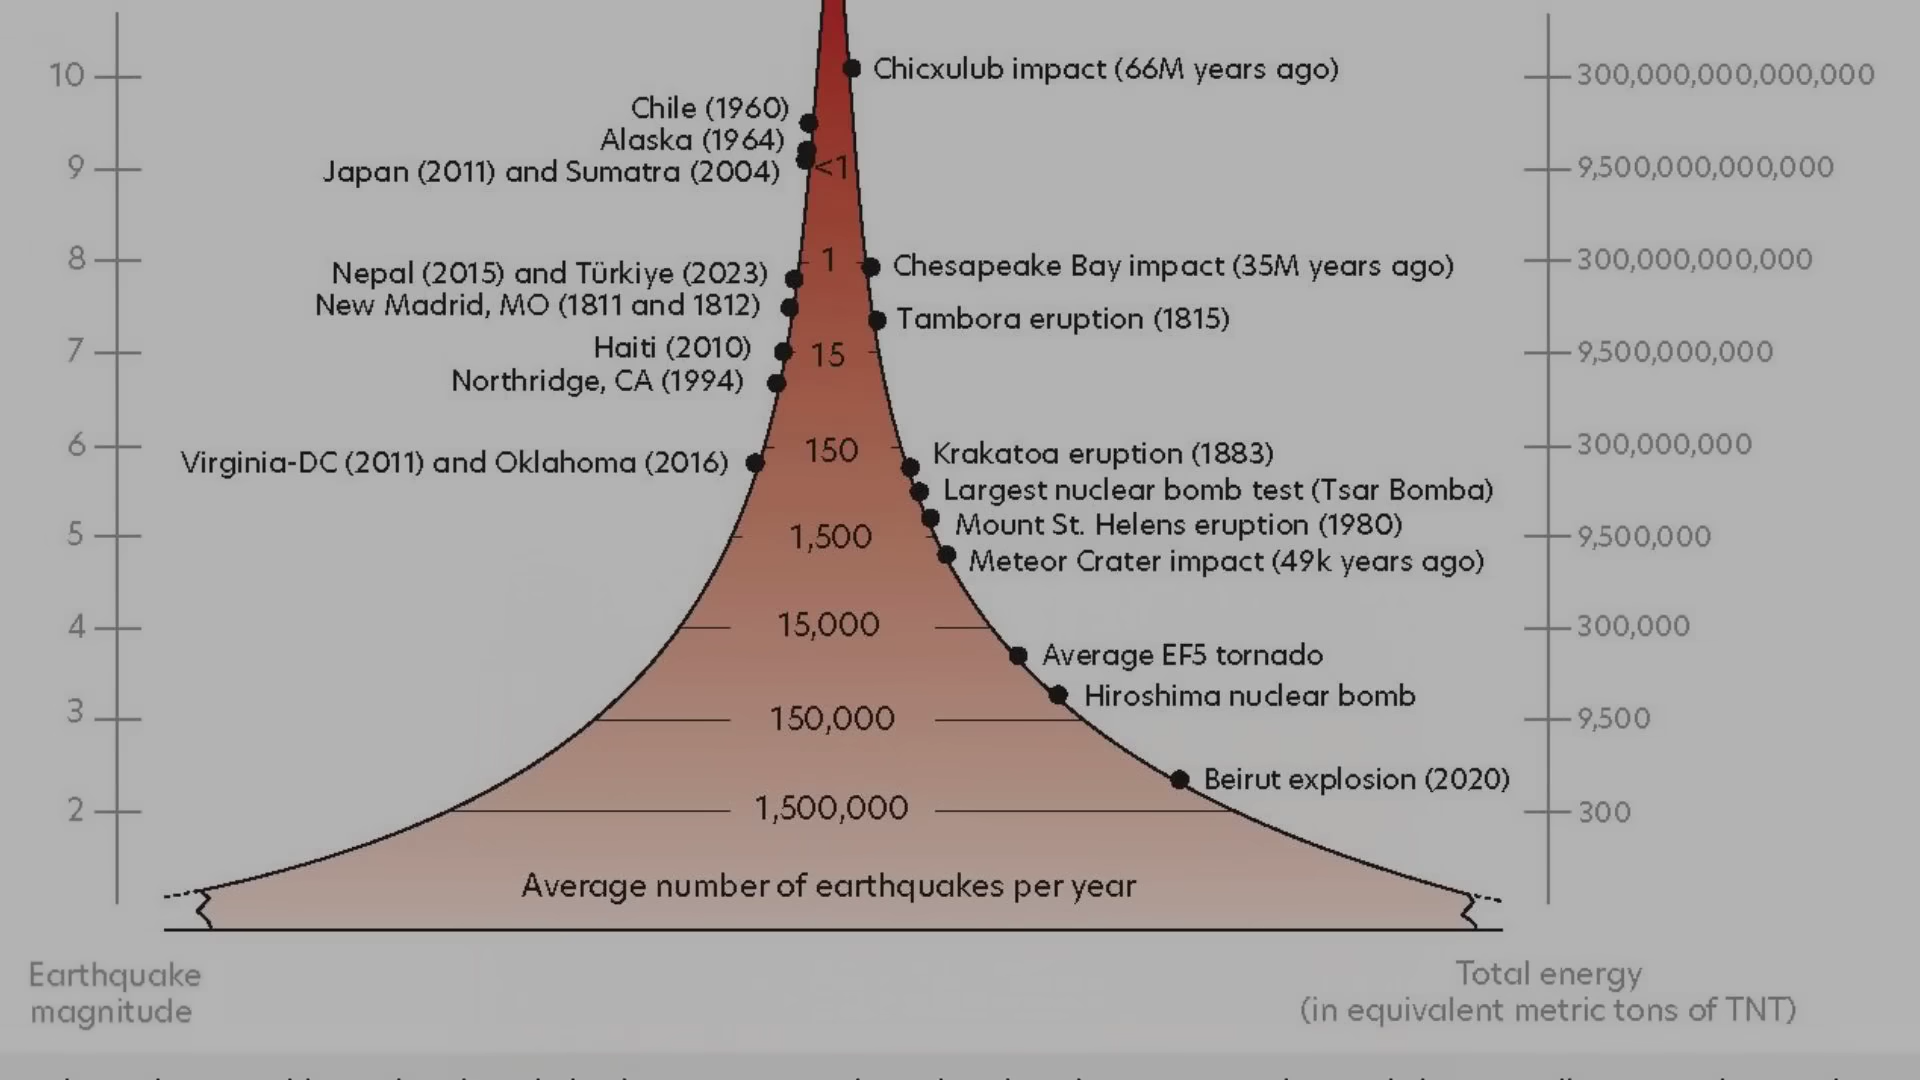 10
Chicxulub impact (66M years ago)
300,000,000,000,000
Chile (1960)
Alaska (1964)
9
Japan (2011) and Sumatra (2004)
<1
9,500,000,000,000
8
1
Chesapeake Bay impact (35M years ago)
300,000,000,000
Nepal (2015) and Türkiye (2023)
New Madrid, MO (1811 and 1812)
Tambora eruption (1815)
7
Haiti (2010)
15
9,500,000,000
Northridge, CA (1994)
6
150
Krakatoa eruption (1883)
300,000,000
Virginia-DC (2011) and Oklahoma (2016)
Largest nuclear bomb test (Tsar Bomba)
Mount St. Helens eruption (1980)
5
1,500
9,500,000
Meteor Crater impact (49k years ago)
4
15,000
300,000
Average EF5 tornado
Hiroshima nuclear bomb
3
150,000
9,500
Beirut explosion (2020)
2
1,500,000
300
Average number of earthquakes per year
Earthquake
magnitude
Total energy
(in equivalent metric tons of TNT)